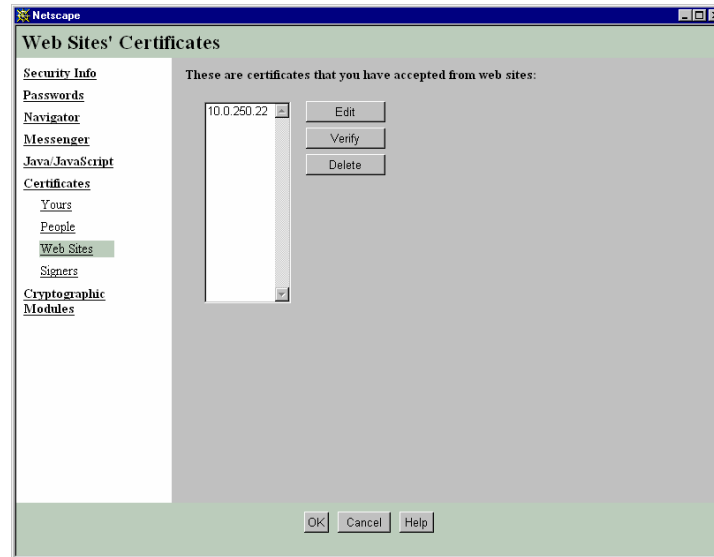 Netscape
Web Sites' Certificates
Security Info
Passwords
Navigator
Messenger
Java/JavaScript
Certificates
Yours
People
Web Sites
Signers
Cryptographic
Modules
These are certificates that you have accepted from web sites:
10.0.250.22
Edit
Verify
Delete
OK
Cancel
Help